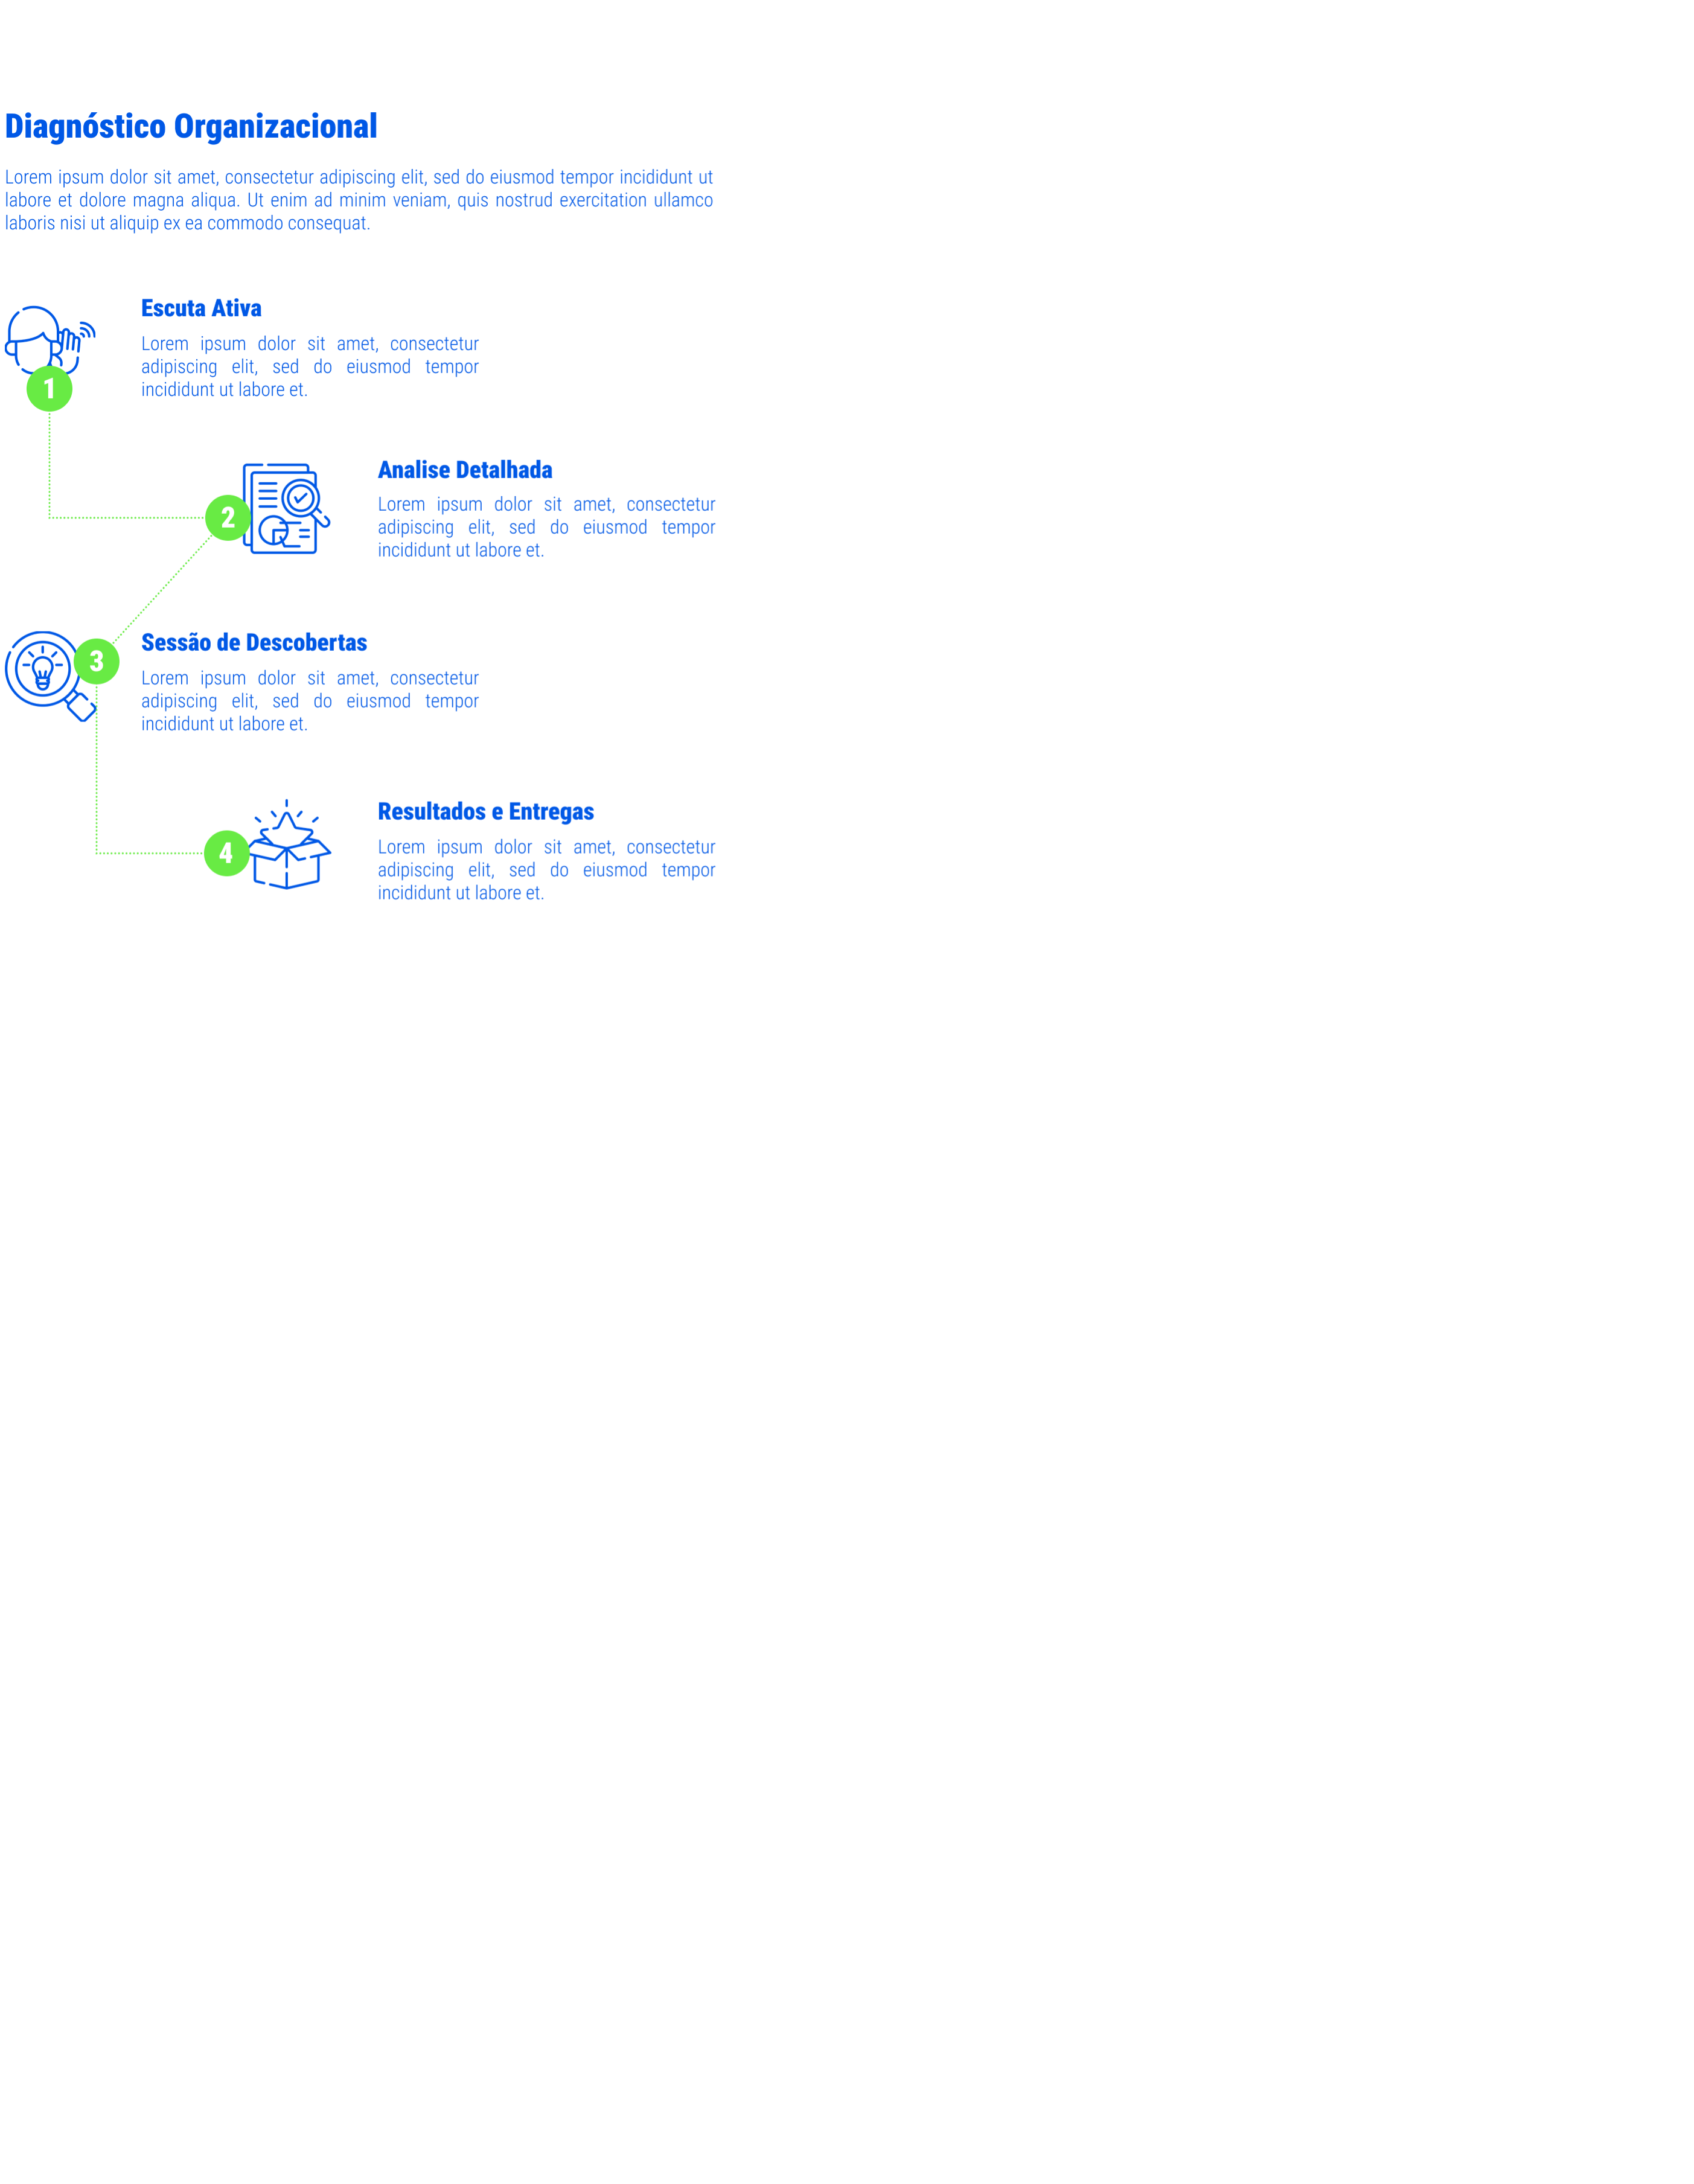 Diagnóstico Organizacional
Lorem ipsum dolor sit amet, consectetur adipiscing elit, sed do eiusmod tempor incididunt ut
labore et dolore magna aliqua. Ut enim ad minim veniam, quis nostrud exercitation ullamco
laboris nisi ut aliquip ex ea commodo consequat.
1
Escuta Ativa
Lorem ipsum dolor sit amet, consectetur
adipiscing elit, sed do eiusmod tempor
incididunt ut labore et.
2
Analise Detalhada
Lorem ipsum dolor sit amet, consectetur
adipiscing elit, sed do eiusmod tempor
incididunt ut labore et.
3
Sessão de Descobertas
Lorem ipsum dolor sit amet, consectetur
adipiscing elit, sed do eiusmod tempor
incididunt ut labore et.
4
Resultados e Entregas
Lorem ipsum dolor sit amet, consectetur
adipiscing elit, sed do eiusmod tempor
incididunt ut labore et.